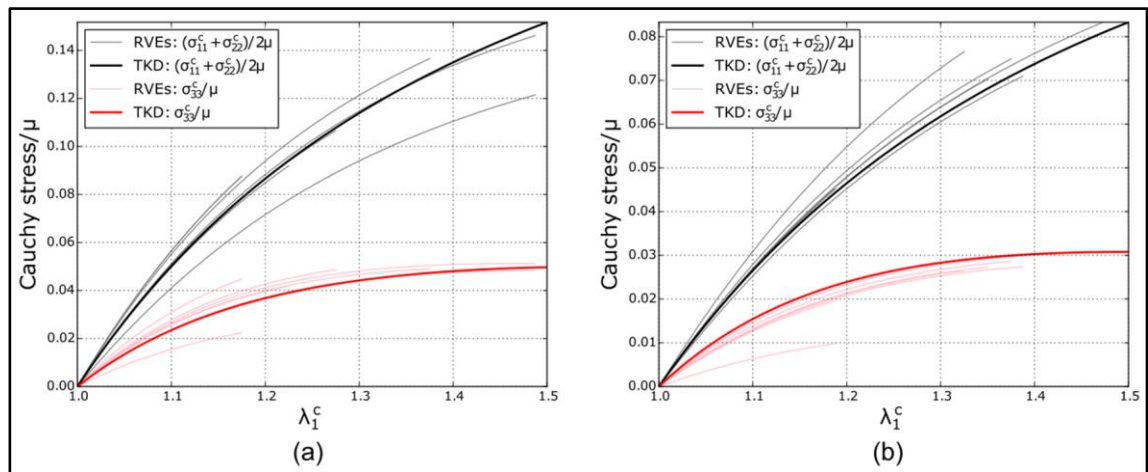 Cauchy stress/μ
0.14
0.12
0.10
0.08
0.06
0.04
0.02
0.00
RVEs: (σ₁₁ᶜ+σ₂₂ᶜ)/2μ
TKD: (σ₁₁ᶜ+σ₂₂ᶜ)/2μ
RVEs: σ₃₃ᶜ/μ
TKD: σ₃₃ᶜ/μ
1.0 1.1 1.2 1.3 1.4 1.5
λ₁ᶜ
(a)
Cauchy stress/μ
0.08
0.07
0.06
0.05
0.04
0.03
0.02
0.01
0.00
RVEs: (σ₁₁ᶜ+σ₂₂ᶜ)/2μ
TKD: (σ₁₁ᶜ+σ₂₂ᶜ)/2μ
RVEs: σ₃₃ᶜ/μ
TKD: σ₃₃ᶜ/μ
1.0 1.1 1.2 1.3 1.4 1.5
λ₁ᶜ
(b)